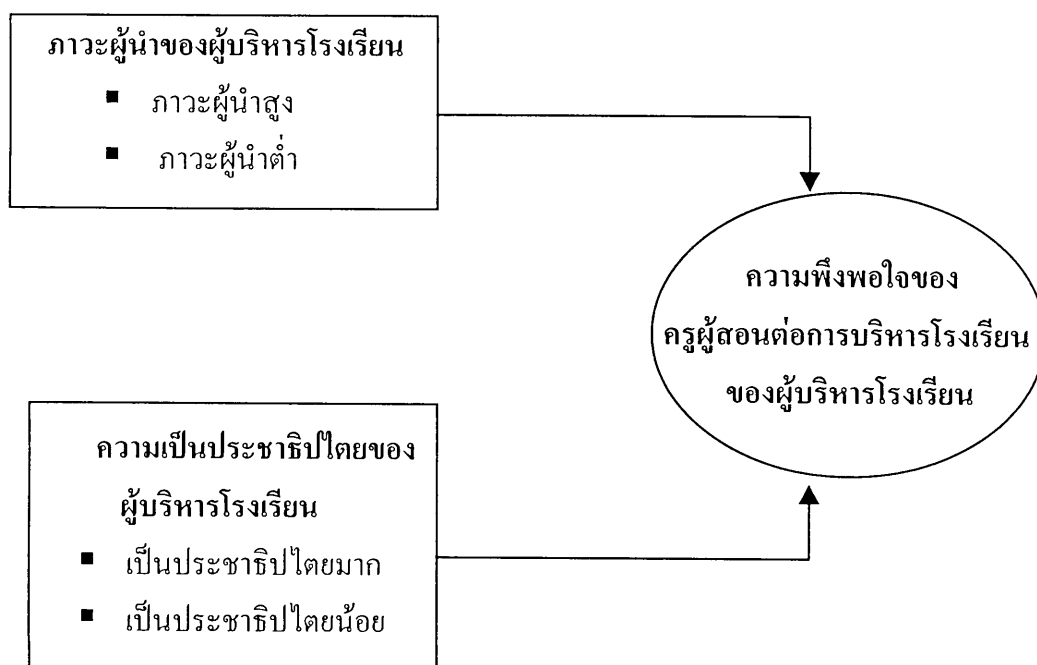 ภาวะผู้นำของผู้บริหารโรงเรียน
▪ ภาวะผู้นำสูง
▪ ภาวะผู้นำต่ำ
ความพึงพอใจของ
ครูผู้สอนต่อการบริหารโรงเรียน
ของผู้บริหารโรงเรียน
ความเป็นประชาธิปไตยของ
ผู้บริหารโรงเรียน
▪ เป็นประชาธิปไตยมาก
▪ เป็นประชาธิปไตยน้อย